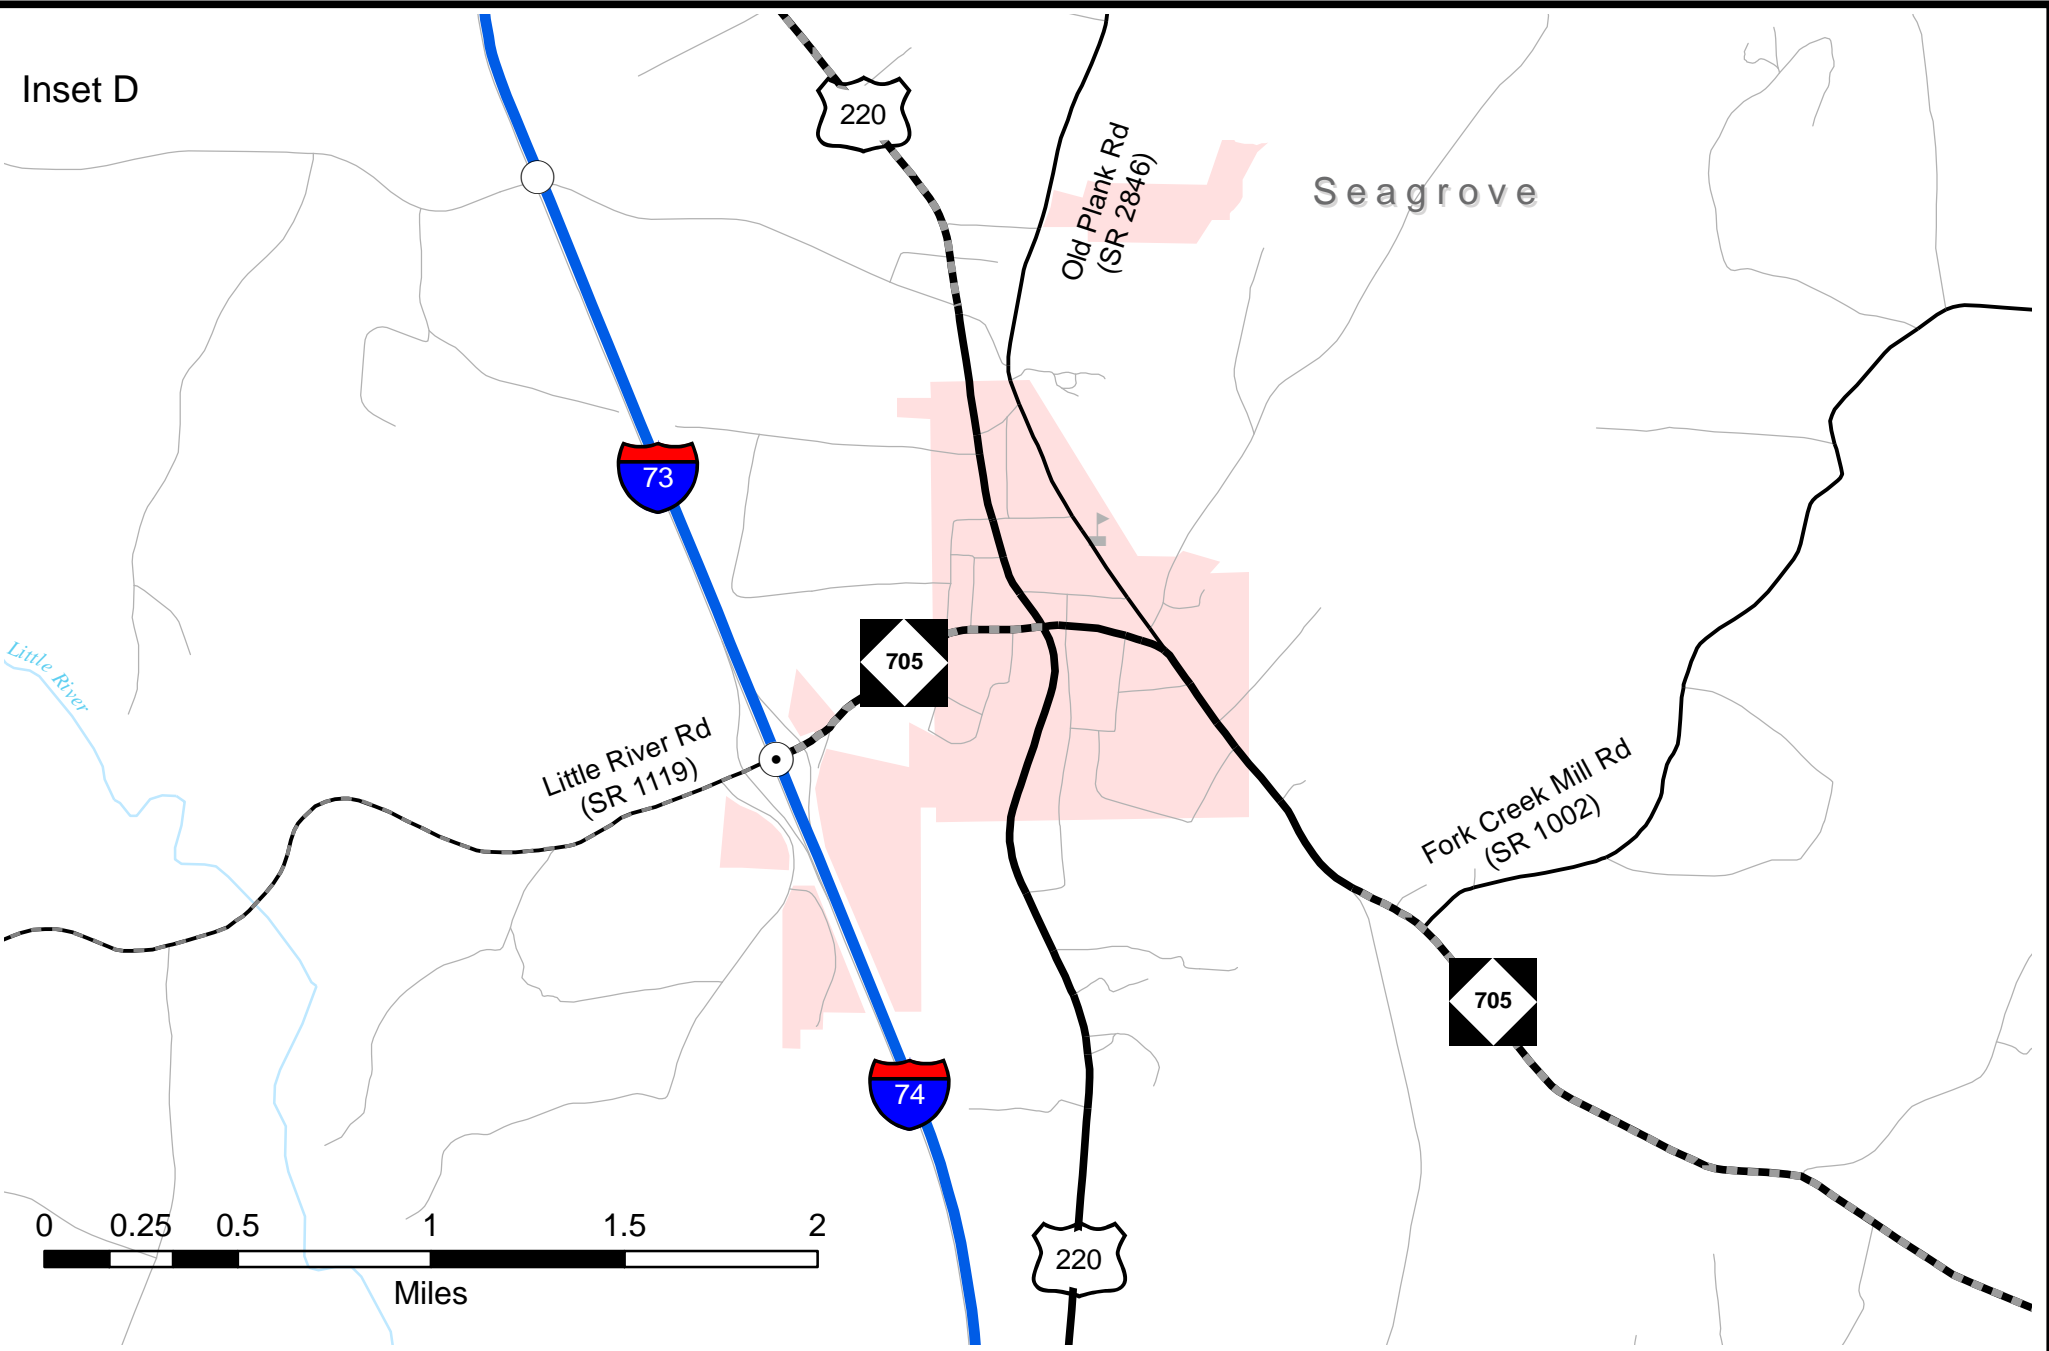 Inset D
220
Old Plank Rd
(SR 2846)
Seagrove
73
705
Little River
Little River Rd
(SR 1119)
Fork Creek Mill Rd
(SR 1002)
705
74
0 0.25 0.5 1 1.5 2
Miles
220